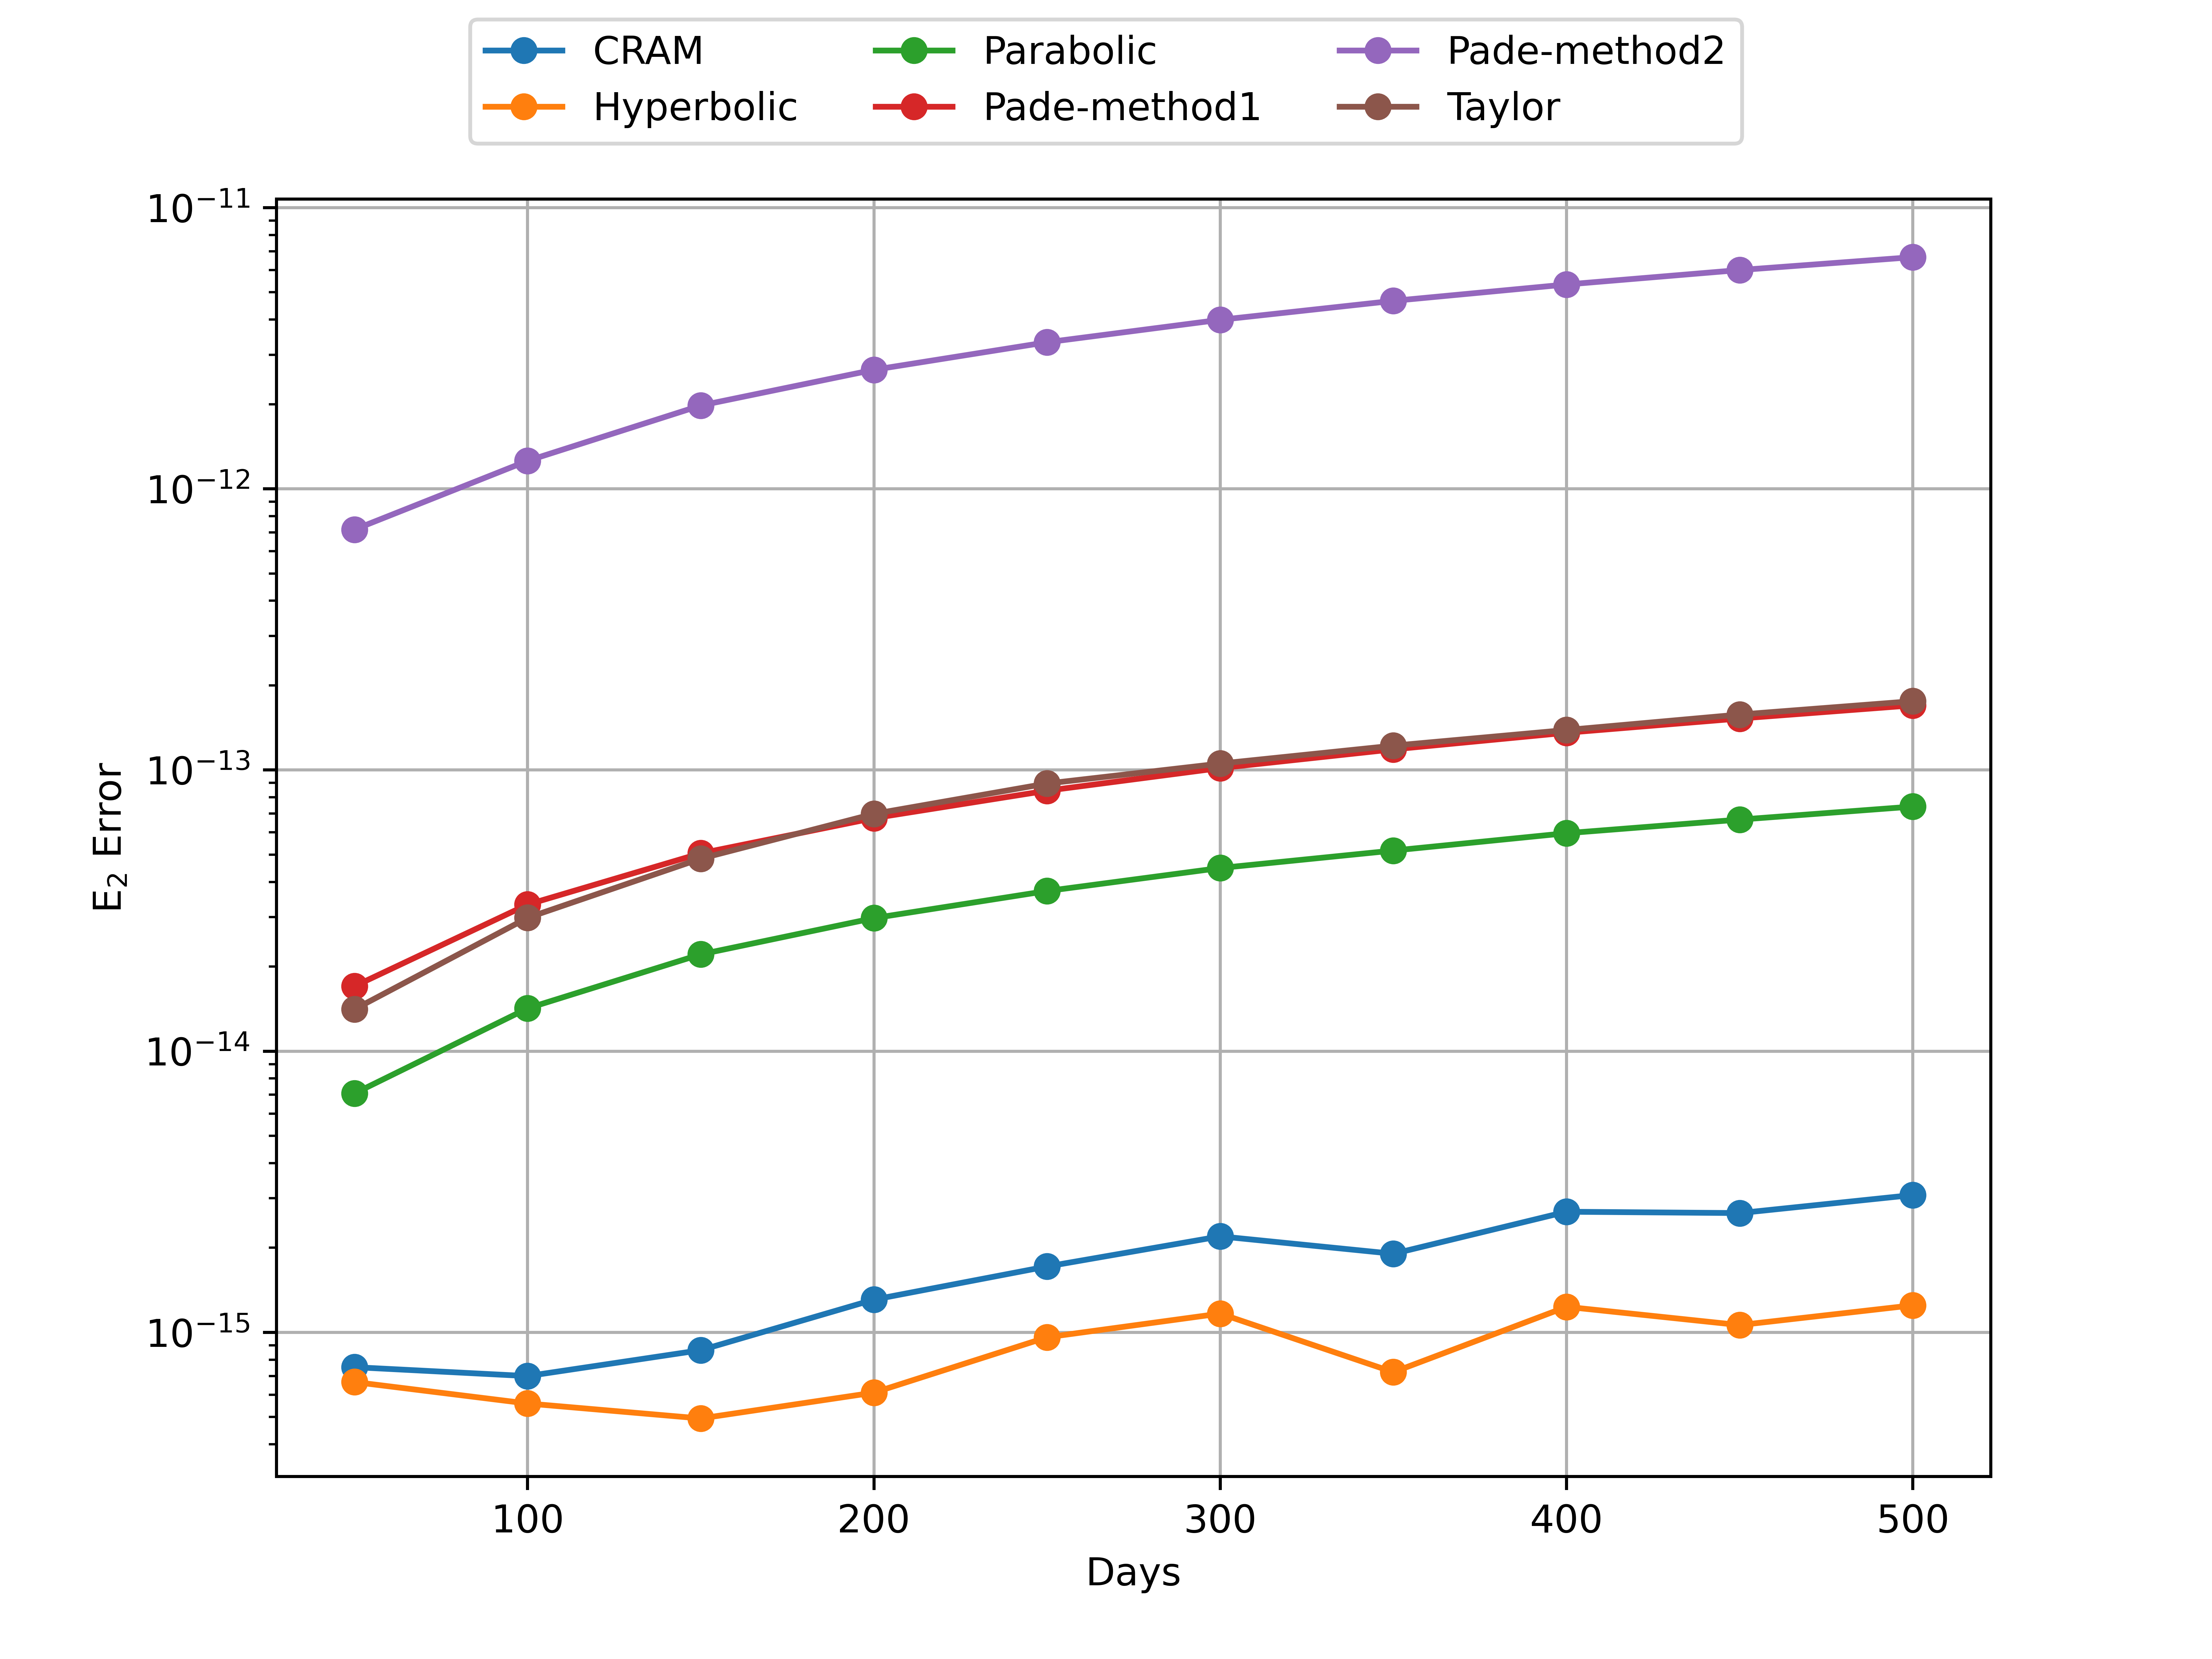 CRAM
Hyperbolic
Parabolic
Pade-method1
Pade-method2
Taylor
10⁻¹¹
10⁻¹²
10⁻¹³
10⁻¹⁴
10⁻¹⁵
E₂ Error
100 200 300 400 500
Days